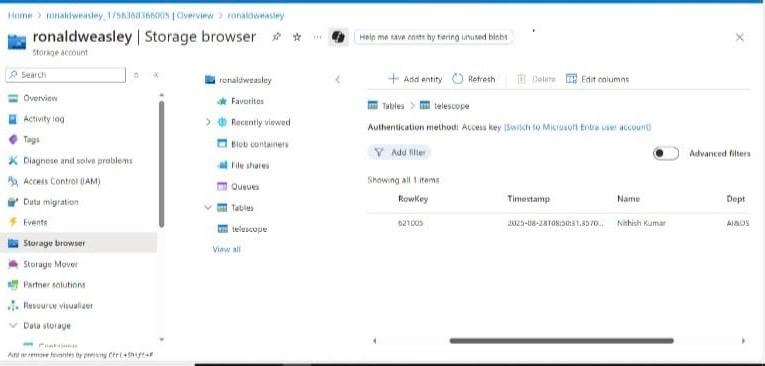 Home > ronaldweasley_1756368366005 | Overview > ronaldweasley
ronaldweasley | Storage browser
Help me save costs by tiering unused blobs
Storage account
Search
Overview
Activity log
Tags
Diagnose and solve problems
Access Control (IAM)
Data migration
Events
Storage browser
Storage Mover
Partner solutions
Resource visualizer
Data storage
Add or remove favorites by pressing Ctrl+Shift+F
ronaldweasley
Favorites
Recently viewed
Blob containers
File shares
Queues
Tables
telescope
View all
Add entity Refresh Delete Edit columns
Tables > telescope
Authentication method: Access key (Switch to Microsoft Entra user account)
Add filter
Advanced filters
Showing all 1 items
RowKey Timestamp Name Dept
621005 2025-08-28T08:50:31.3570... Nithish Kumar AI&DS